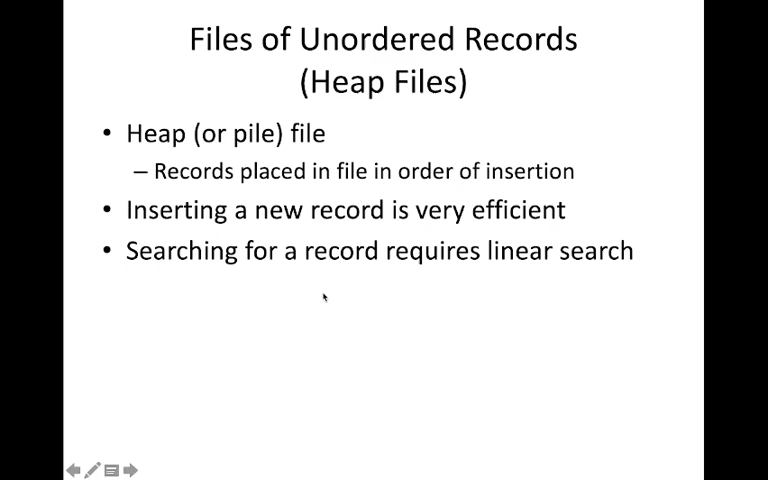 Files of Unordered Records
(Heap Files)
• Heap (or pile) file
– Records placed in file in order of insertion
• Inserting a new record is very efficient
• Searching for a record requires linear search